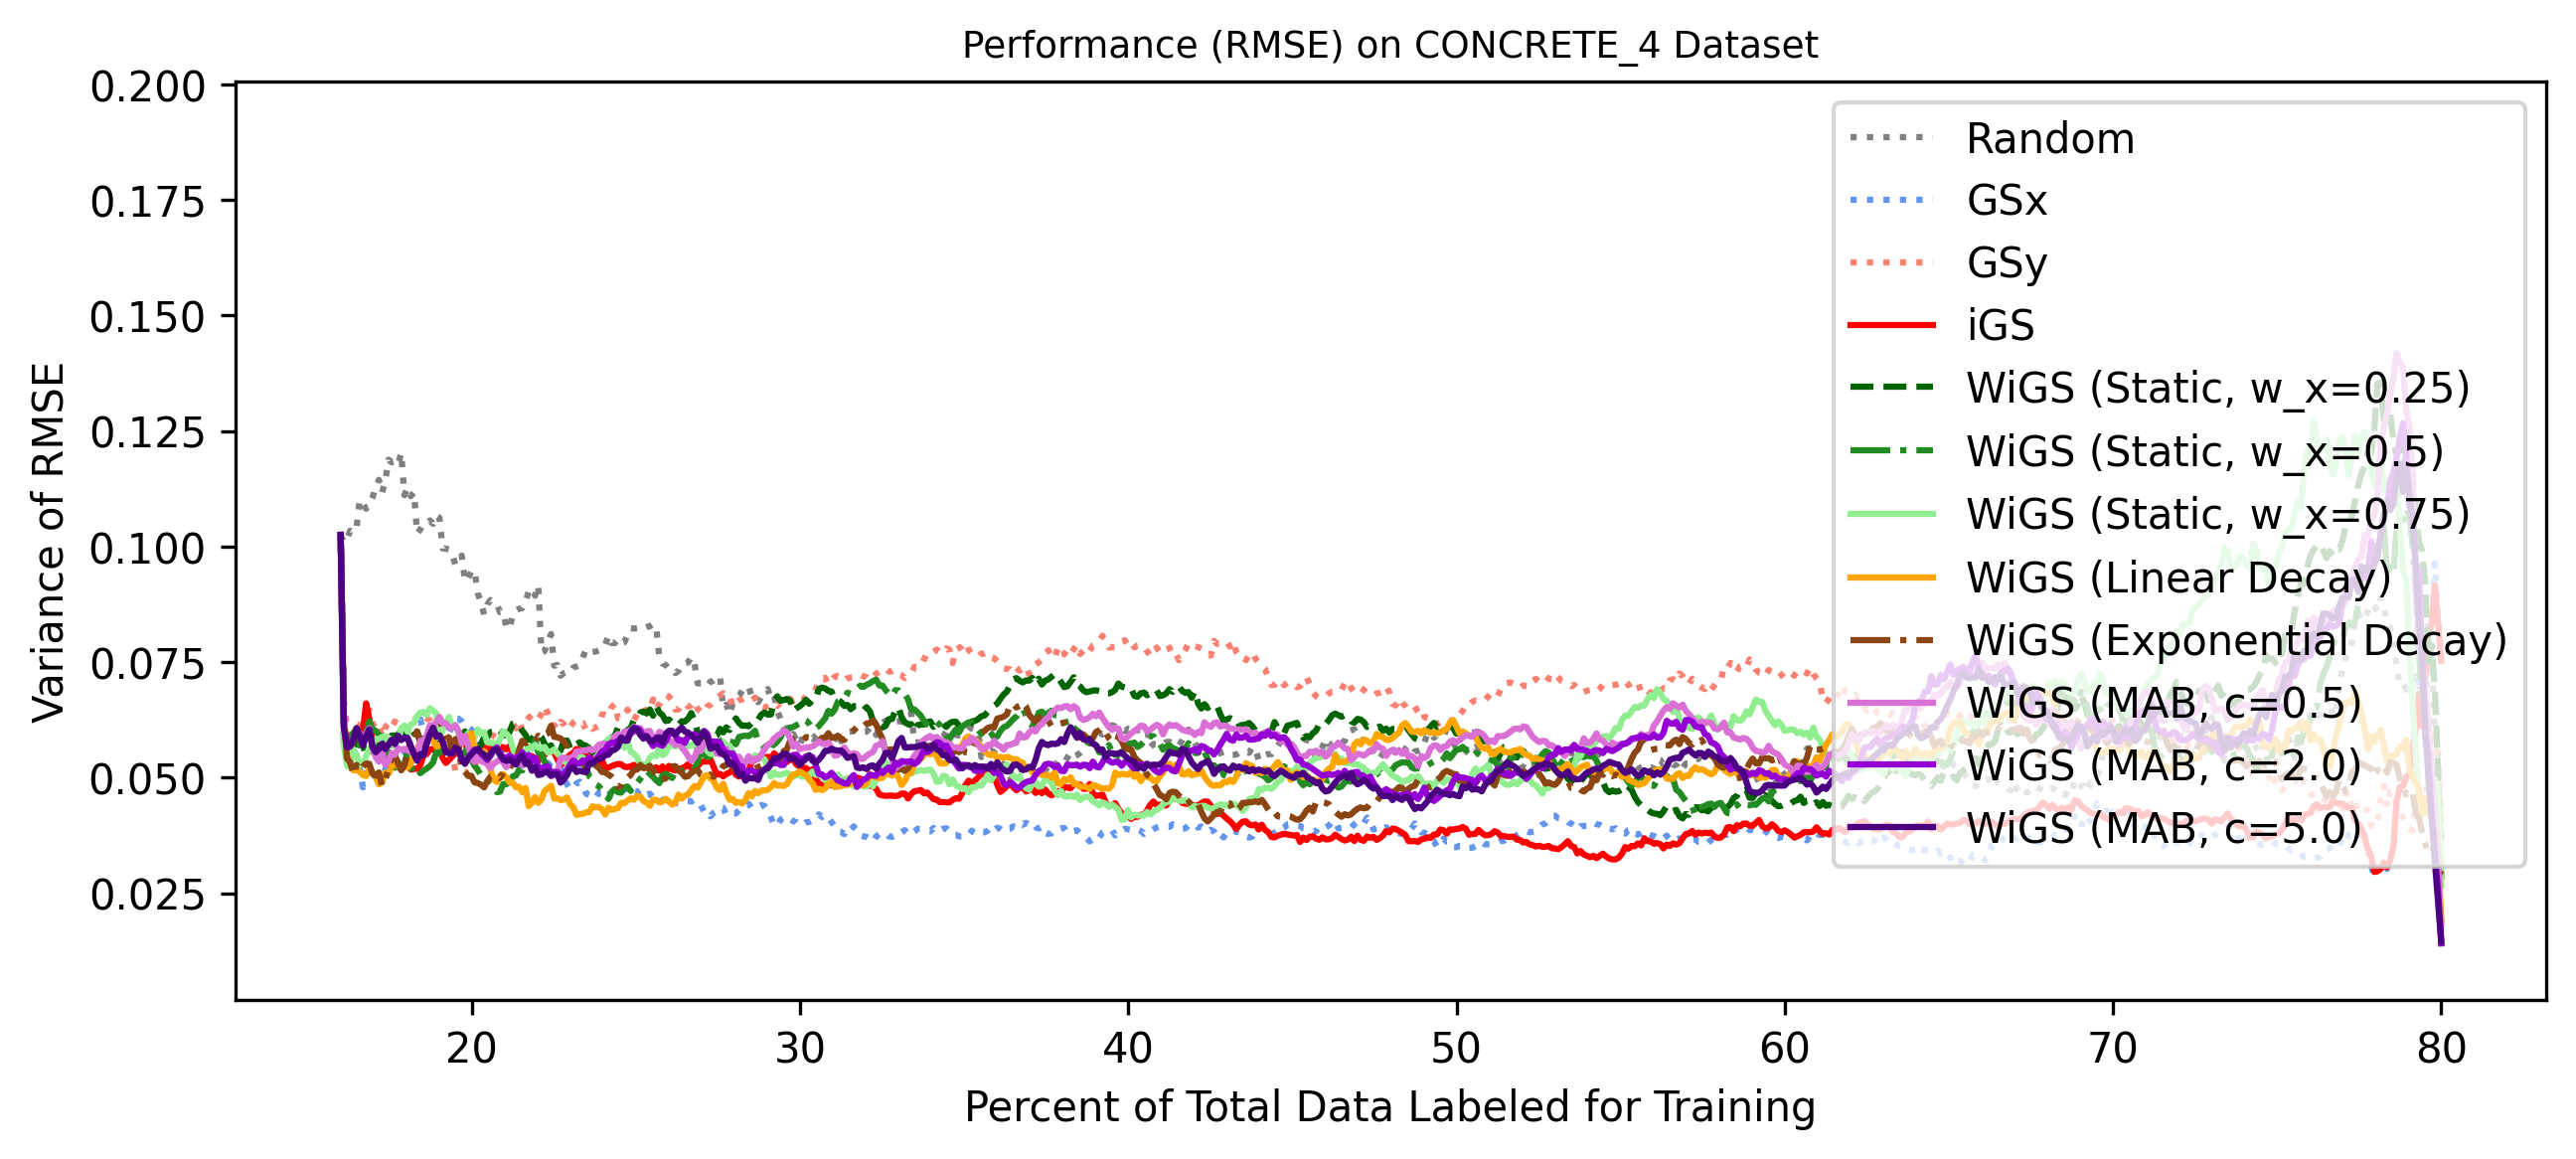 Performance (RMSE) on CONCRETE_4 Dataset
Variance of RMSE
0.200
0.175
0.150
0.125
0.100
0.075
0.050
0.025
Random
GSx
GSy
iGS
WiGS (Static, w_x=0.25)
WiGS (Static, w_x=0.5)
WiGS (Static, w_x=0.75)
WiGS (Linear Decay)
WiGS (Exponential Decay)
WiGS (MAB, c=0.5)
WiGS (MAB, c=2.0)
WiGS (MAB, c=5.0)
20 30 40 50 60 70 80
Percent of Total Data Labeled for Training